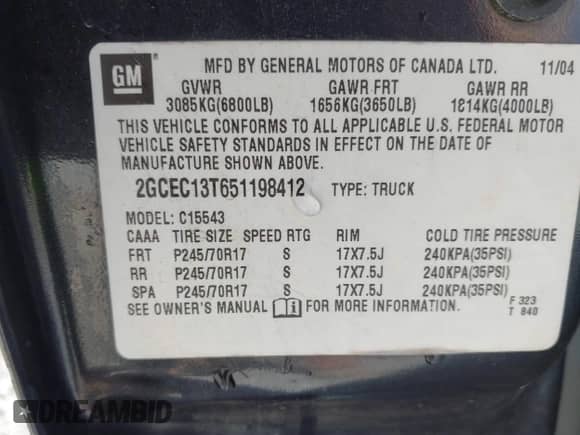 GM
MFD BY GENERAL MOTORS OF CANADA LTD. 11/04
GVWR GAWR FRT GAWR RR
3085KG(6800LB) 1656KG(3650LB) 1814KG(4000LB)
THIS VEHICLE CONFORMS TO ALL APPLICABLE U.S. FEDERAL MOTOR
VEHICLE SAFETY STANDARDS IN EFFECT ON THE DATE OF
MANUFACTURE SHOWN ABOVE.
2GCEC13T651198412 TYPE: TRUCK
MODEL: C15543
CAAA TIRE SIZE SPEED RTG RIM COLD TIRE PRESSURE
FRT P245/70R17 S 17X7.5J 240KPA(35PSI)
RR P245/70R17 S 17X7.5J 240KPA(35PSI)
SPA P245/70R17 S 17X7.5J 240KPA(35PSI)
SEE OWNER'S MANUAL FOR MORE INFORMATION. F 323
T 840
DREAMBID